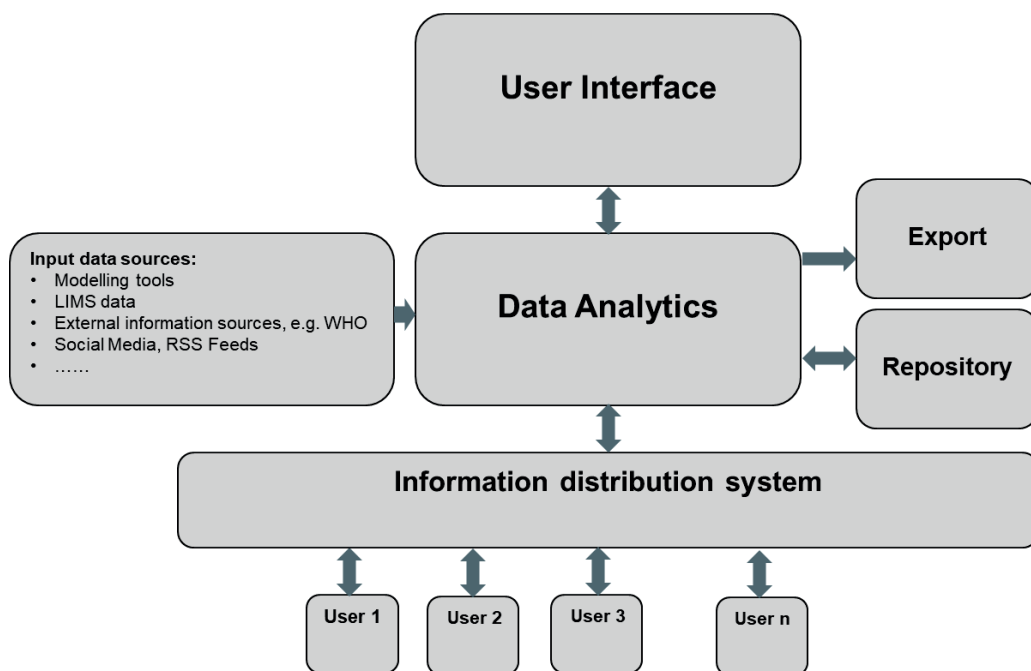 User Interface
Export
Input data sources:
• Modelling tools
• LIMS data
• External information sources, e.g. WHO
• Social Media, RSS Feeds
• ……
Data Analytics
Repository
Information distribution system
User 1
User 2
User 3
User n